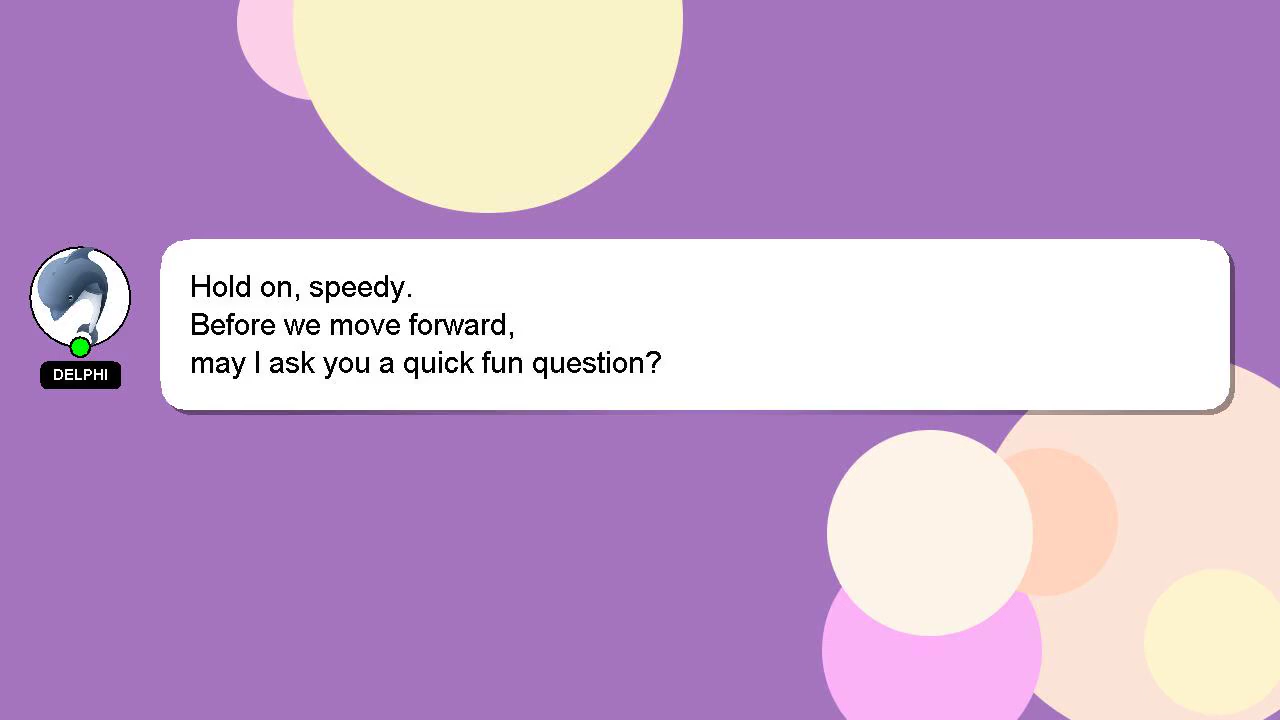 Hold on, speedy.
Before we move forward,
may I ask you a quick fun question?
DELPHI